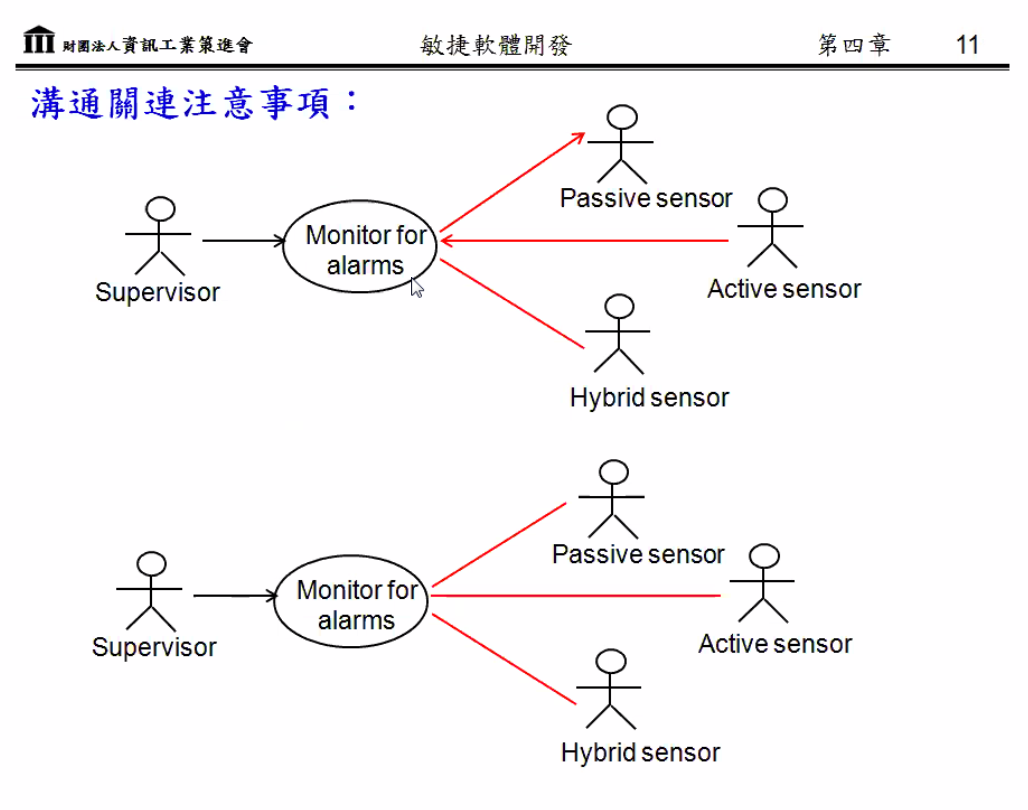 財團法人資訊工業策進會 敏捷軟體開發 第四章 11
溝通關連注意事項：
Passive sensor
Monitor for
alarms
Supervisor
Active sensor
Hybrid sensor
Passive sensor
Monitor for
alarms
Supervisor
Active sensor
Hybrid sensor